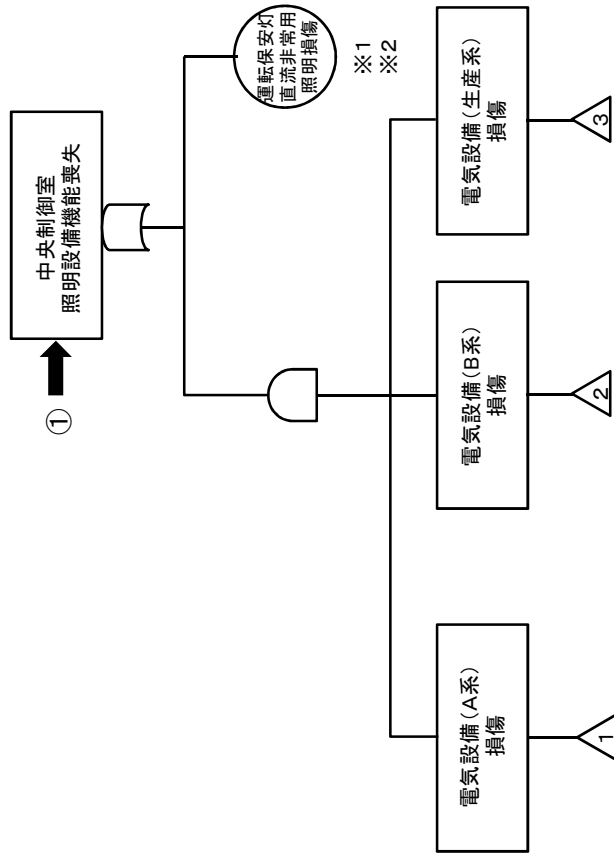 ①
中央制御室
照明設備機能喪失
運転保安灯
直流非常用
照明損傷
※1
※2
電気設備(A系)
損傷
電気設備(B系)
損傷
電気設備(生産系)
損傷
1
2
3